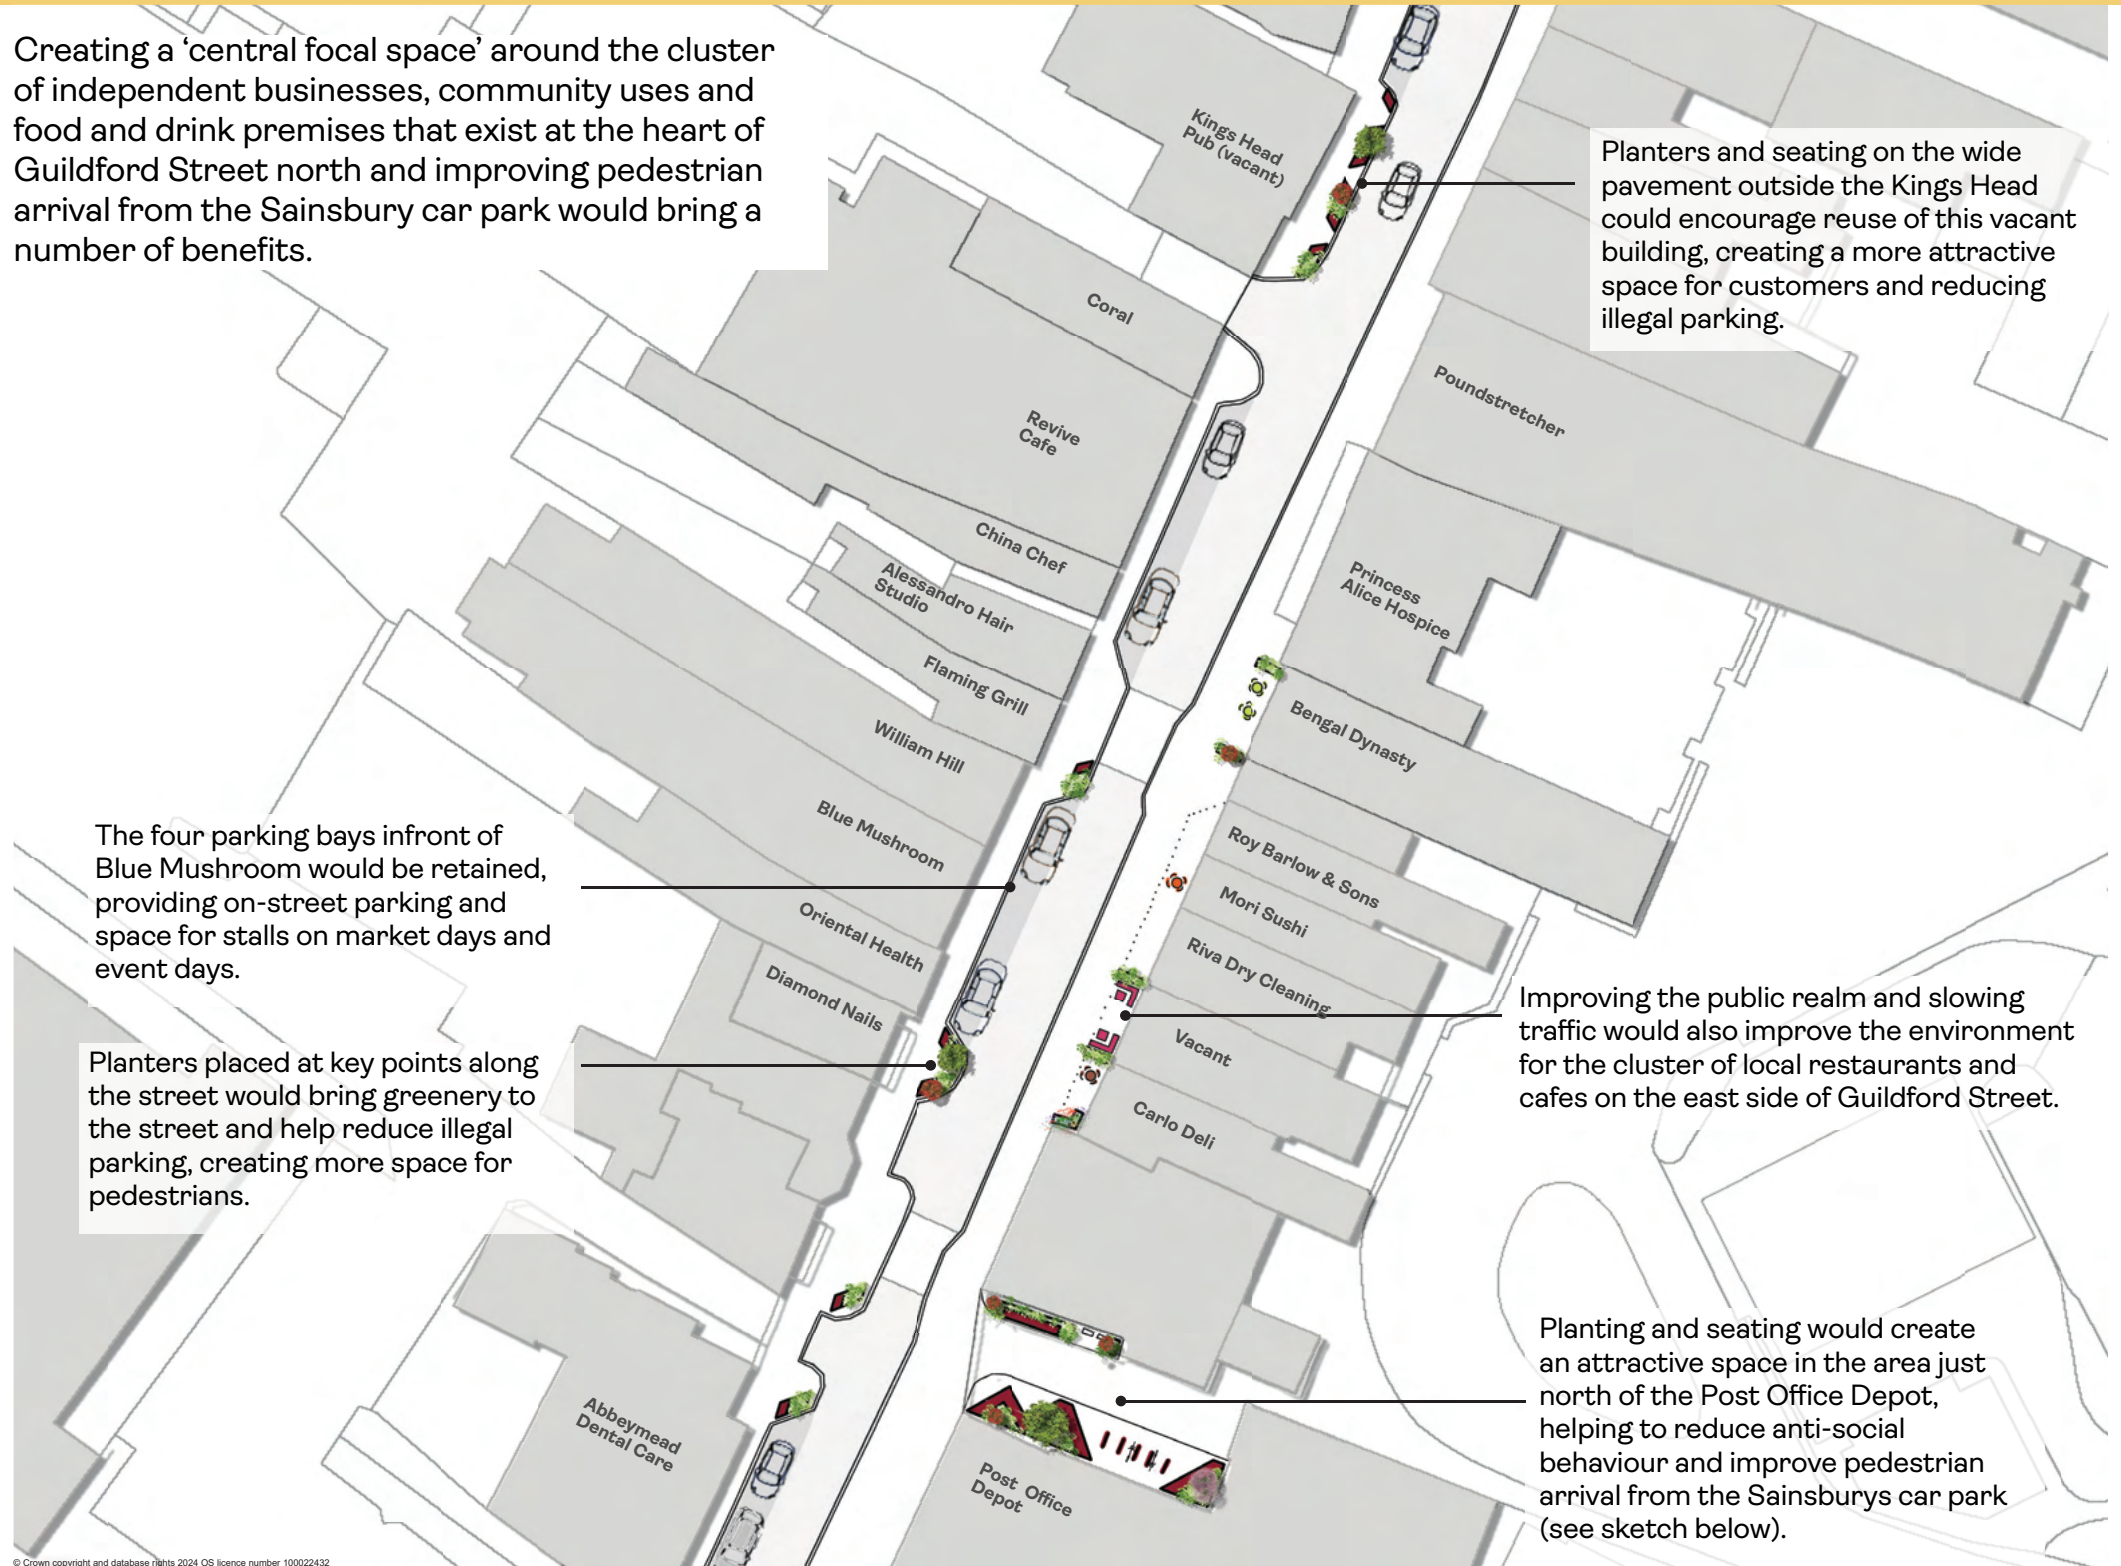 Creating a ‘central focal space’ around the cluster
of independent businesses, community uses and
food and drink premises that exist at the heart of
Guildford Street north and improving pedestrian
arrival from the Sainsbury car park would bring a
number of benefits.
Kings Head
Pub (vacant)
Planters and seating on the wide
pavement outside the Kings Head
could encourage reuse of this vacant
building, creating a more attractive
space for customers and reducing
illegal parking.
Coral
Poundstretcher
Revive
Cafe
China Chef
Alessandro Hair
Studio
Princess
Alice Hospice
Flaming Grill
Bengal Dynasty
William Hill
Blue Mushroom
Roy Barlow & Sons
The four parking bays infront of
Blue Mushroom would be retained,
providing on-street parking and
space for stalls on market days and
event days.
Mori Sushi
Oriental Health
Riva Dry Cleaning
Diamond Nails
Improving the public realm and slowing
traffic would also improve the environment
for the cluster of local restaurants and
cafes on the east side of Guildford Street.
Vacant
Planters placed at key points along
the street would bring greenery to
the street and help reduce illegal
parking, creating more space for
pedestrians.
Carlo Deli
Planting and seating would create
an attractive space in the area just
north of the Post Office Depot,
helping to reduce anti-social
behaviour and improve pedestrian
arrival from the Sainsburys car park
(see sketch below).
Abbeymead
Dental Care
Post Office
Depot
© Crown copyright and database rights 2024 OS licence number 100022432